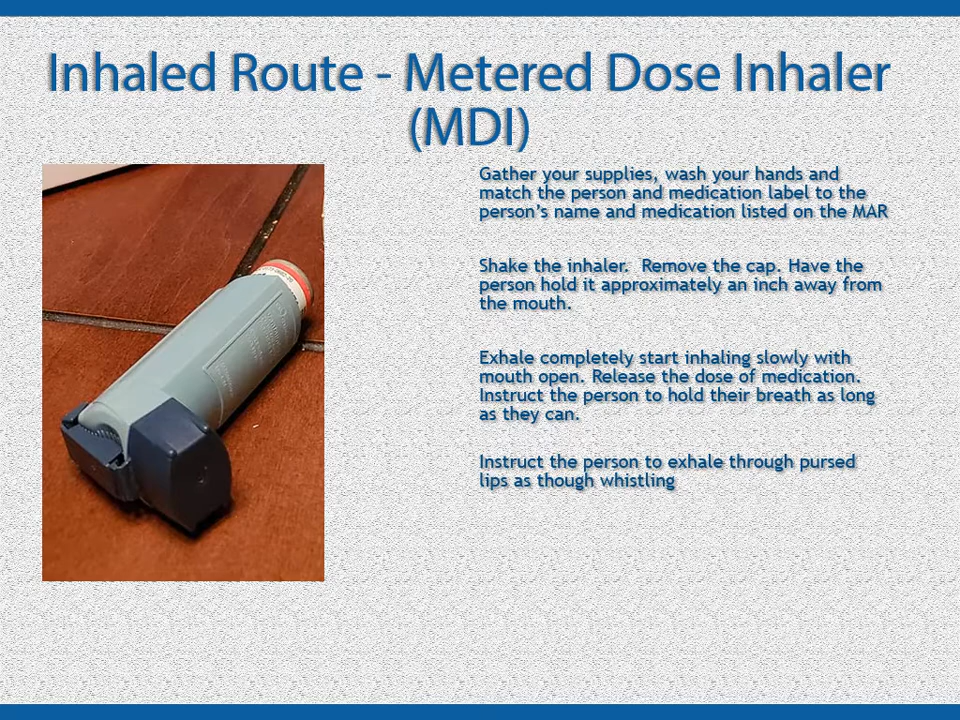 Inhaled Route - Metered Dose Inhaler
(MDI)
Gather your supplies, wash your hands and
match the person and medication label to the
person’s name and medication listed on the MAR
Shake the inhaler.  Remove the cap. Have the
person hold it approximately an inch away from
the mouth.
Exhale completely start inhaling slowly with
mouth open. Release the dose of medication.
Instruct the person to hold their breath as long
as they can.
Instruct the person to exhale through pursed
lips as though whistling